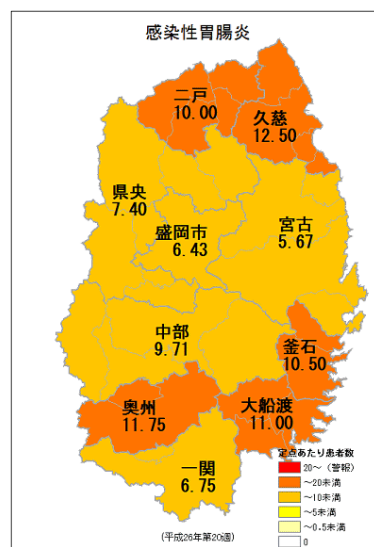 感染性胃腸炎
二戸
10.00
久慈
12.50
県央
7.40
盛岡市
6.43
宮古
5.67
中部
9.71
釜石
10.50
奥州
11.75
大船渡
11.00
一関
6.75
定点あたり患者数
20～ (警報)
～20未満
～10未満
～5未満
～0.5未満
0
(平成26年第20週)